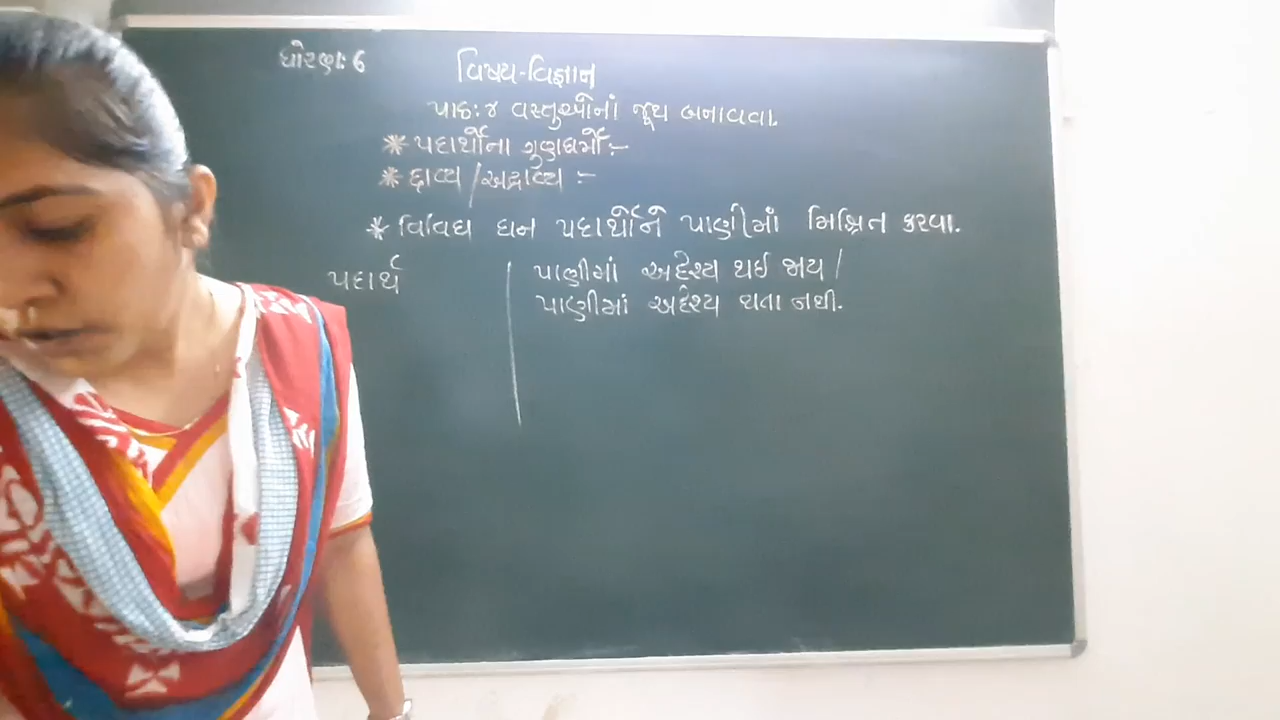 ધોરણ: 6
વિષય-વિજ્ઞાન
પાઠ: ૪ વસ્તુઓનાં જૂથ બનાવવા.
* પદાર્થોના ગુણધર્મો :-
* દ્રાવ્ય / અદ્રાવ્ય :-
* વિવિધ ઘન પદાર્થોને પાણીમાં મિશ્રિત કરવા.
પદાર્થ
પાણીમાં અદ્રશ્ય થઈ જાય /
પાણીમાં અદ્રશ્ય થતા નથી.